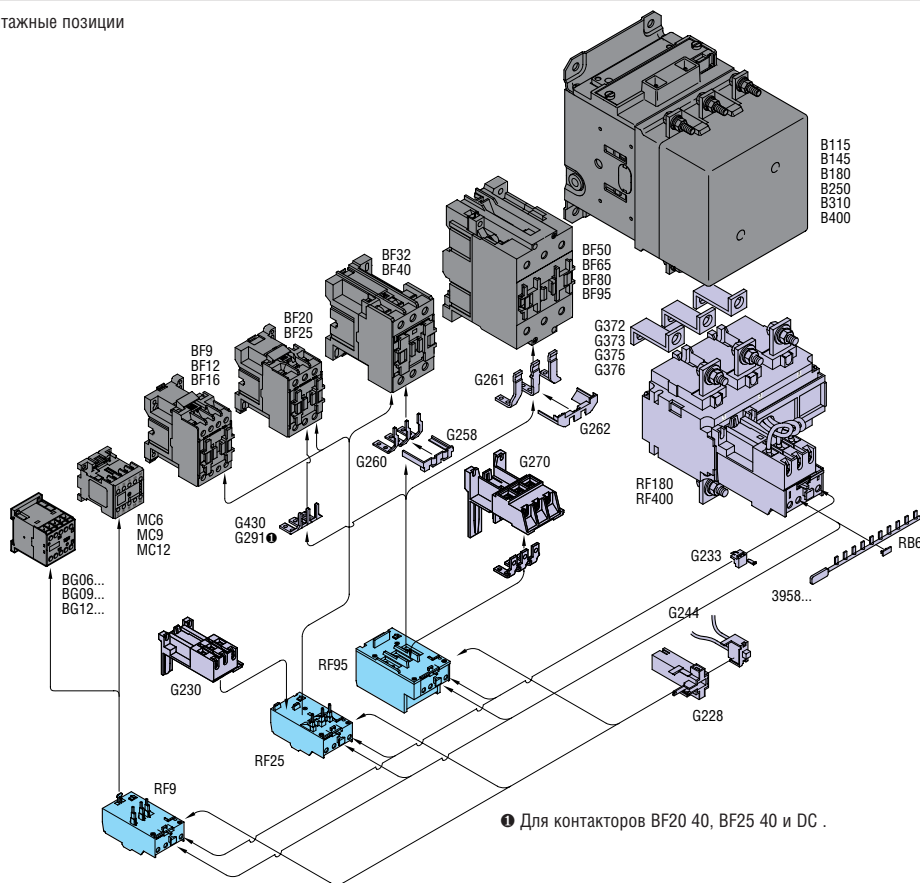 тажные позиции
B115
B145
B180
B250
B310
B400
BF32
BF40
BF50
BF65
BF80
BF95
BF20
BF25
BF9
BF12
BF16
G372
G373
G375
G376
G261
G262
G258
G260
G270
RF180
RF400
MC6
MC9
MC12
G430
G291❶
RB6
G233
3958...
BG06...
BG09...
BG12...
G244
G230
RF95
G228
RF25
RF9
❶ Для контакторов BF20 40, BF25 40 и DC .